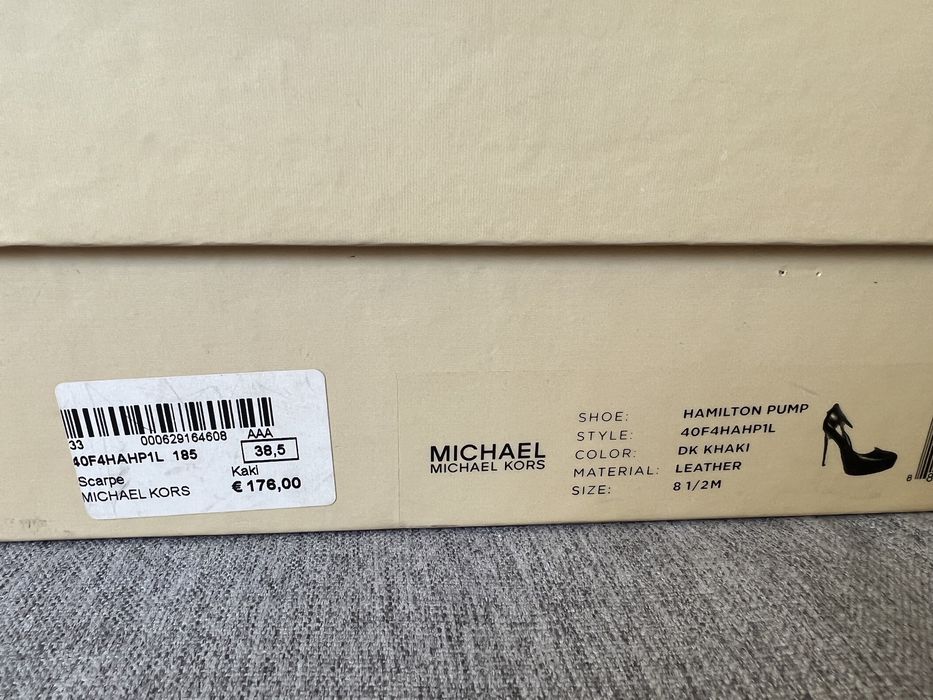 33
000629164608 AAA
40F4HAHP1L 185 38,5
Scarpe Kaki
MICHAEL KORS € 176,00
MICHAEL
MICHAEL KORS
SHOE: HAMILTON PUMP
STYLE: 40F4HAHP1L
COLOR: DK KHAKI
MATERIAL: LEATHER
SIZE: 8 1/2M
8